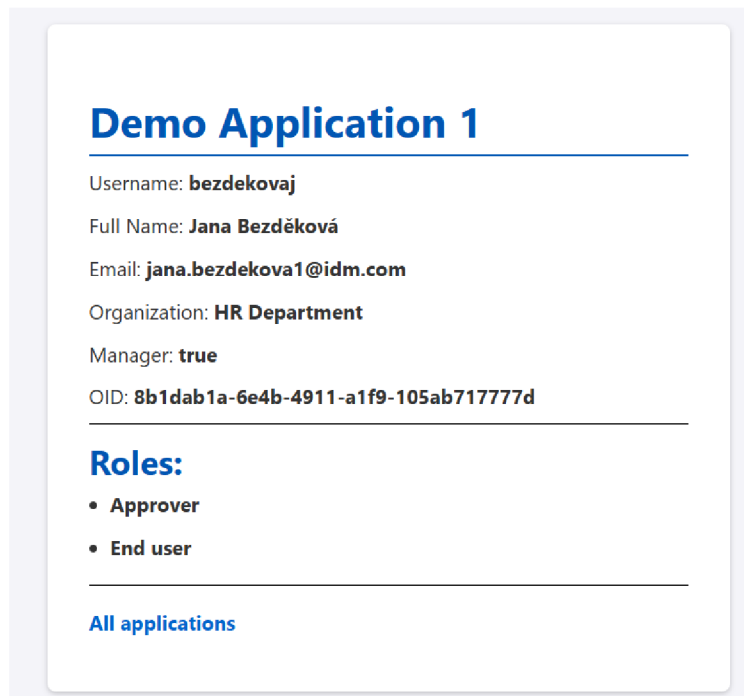 Demo Application 1
Username: bezdekovaj
Full Name: Jana Bezděková
Email: jana.bezdekova1@idm.com
Organization: HR Department
Manager: true
OID: 8b1dab1a-6e4b-4911-a1f9-105ab717777d
Roles:
• Approver
• End user
All applications